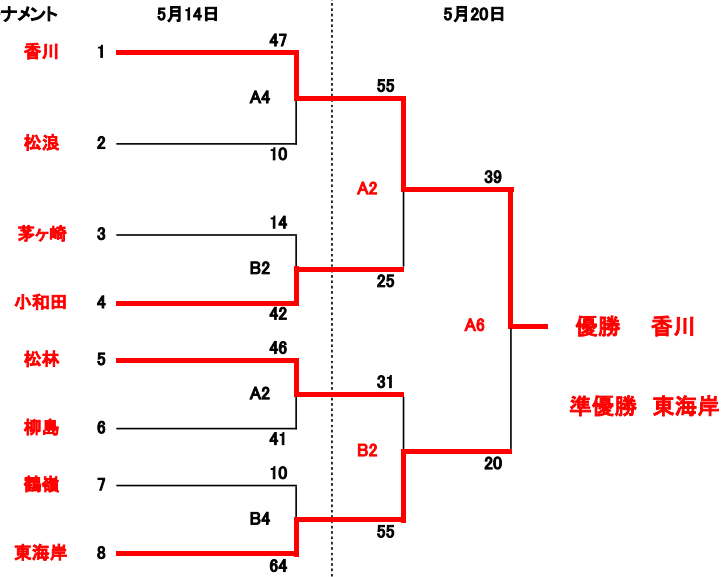 ーナメント 5月14日 5月20日
47
香川 1
55
A4
松浪 2
10
39
A2
14
茅ヶ崎 3
B2
25
小和田 4
42
A6 優勝 香川
46
松林 5
31
A2
準優勝 東海岸
柳島 6
41
B2
20
10
鶴嶺 7
B4
55
東海岸 8
64